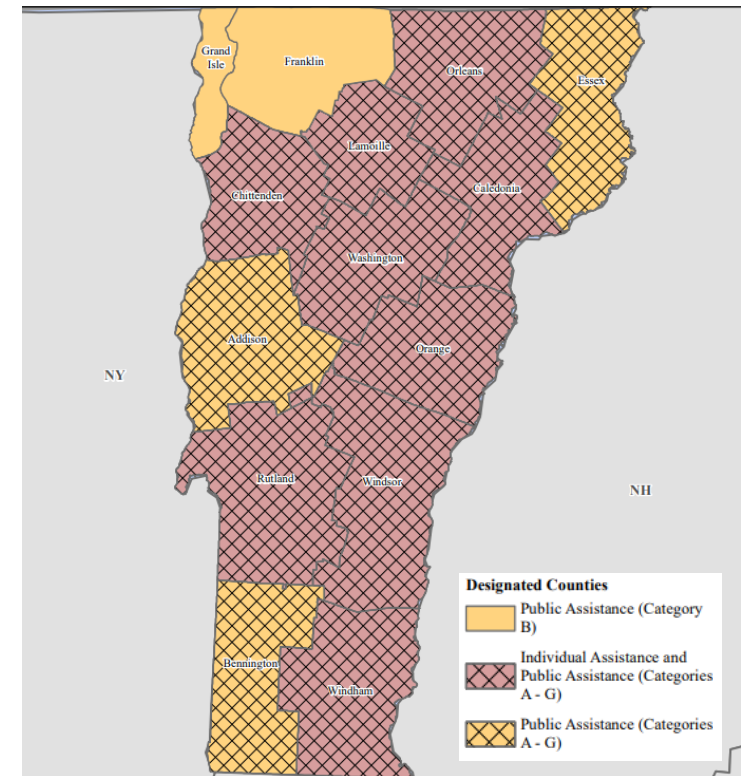 Grand
Isle
Franklin
Orleans
Essex
Lamoille
Chittenden
Caledonia
Washington
Addison
Orange
NY
Rutland
Windsor
NH
Bennington
Windham
Designated Counties
Public Assistance (Category
B)
Individual Assistance and
Public Assistance (Categories
A - G)
Public Assistance (Categories
A - G)